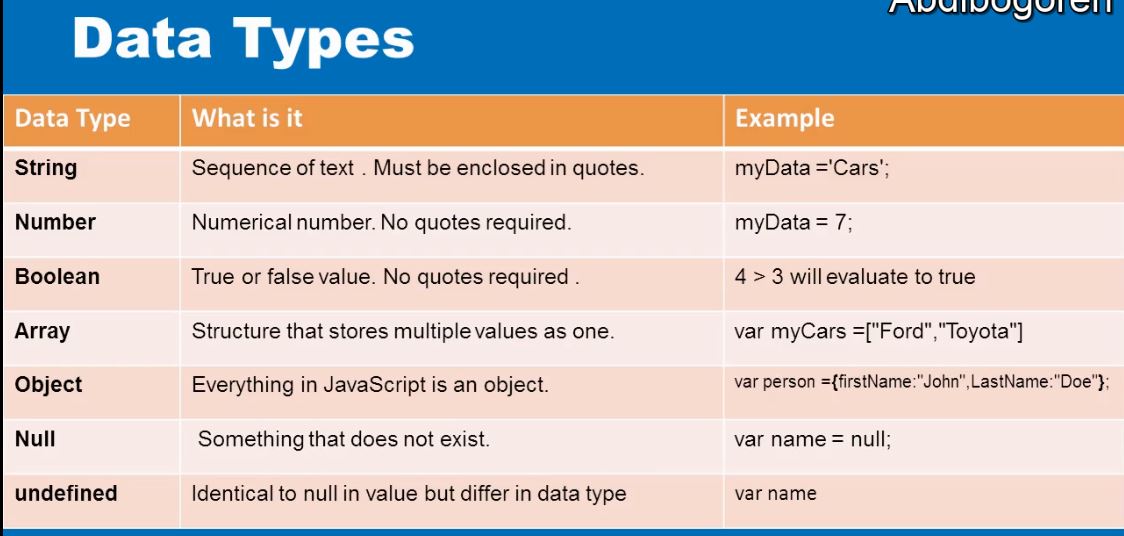 Abdibogoreh
Data Types
Data Type What is it Example
String Sequence of text . Must be enclosed in quotes. myData ='Cars';
Number Numerical number. No quotes required. myData = 7;
Boolean True or false value. No quotes required . 4 > 3 will evaluate to true
Array Structure that stores multiple values as one. var myCars =["Ford","Toyota"]
Object Everything in JavaScript is an object. var person ={firstName:"John",LastName:"Doe"};
Null Something that does not exist. var name = null;
undefined Identical to null in value but differ in data type var name